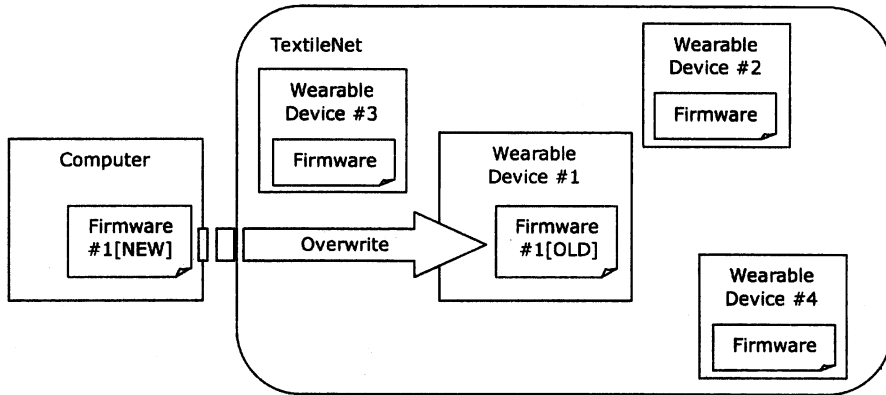 TextileNet
Wearable
Device #2
Firmware
Wearable
Device #3
Firmware
Computer
Firmware
#1[NEW]
Overwrite
Wearable
Device #1
Firmware
#1[OLD]
Wearable
Device #4
Firmware